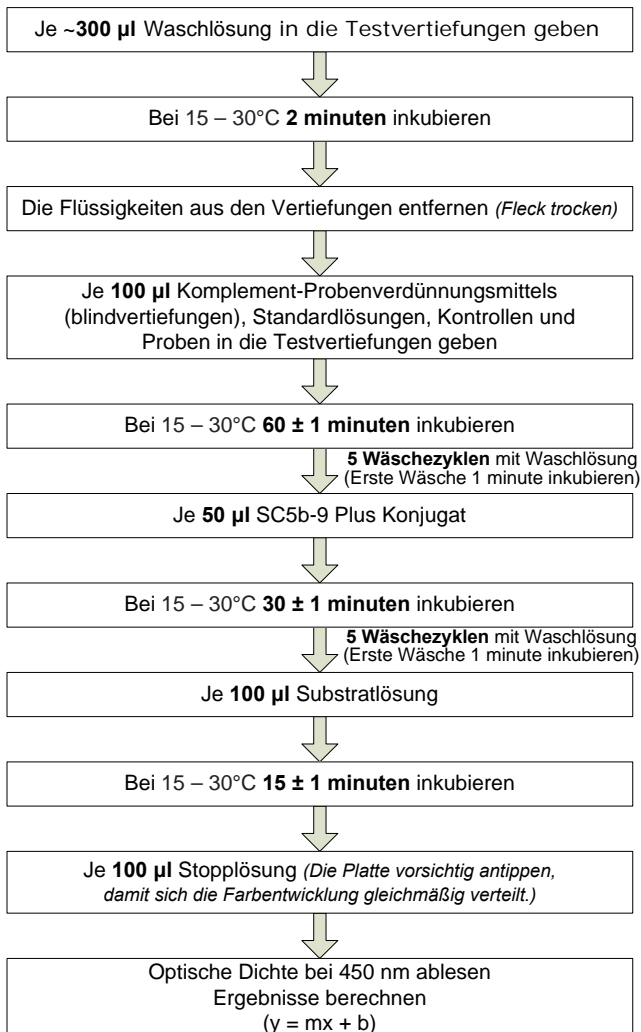 Je ~300 µl Waschlösung in die Testvertiefungen geben
Bei 15 – 30°C 2 minuten inkubieren
Die Flüssigkeiten aus den Vertiefungen entfernen (Fleck trocken)
Je 100 µl Komplement-Probenverdünnungsmittels
(blindvertiefungen), Standardlösungen, Kontrollen und
Proben in die Testvertiefungen geben
Bei 15 – 30°C 60 ± 1 minuten inkubieren
5 Wäschezyklen mit Waschlösung
(Erste Wäsche 1 minute inkubieren)
Je 50 µl SC5b-9 Plus Konjugat
Bei 15 – 30°C 30 ± 1 minuten inkubieren
5 Wäschezyklen mit Waschlösung
(Erste Wäsche 1 minute inkubieren)
Je 100 µl Substratlösung
Bei 15 – 30°C 15 ± 1 minuten inkubieren
Je 100 µl Stopplösung (Die Platte vorsichtig antippen,
damit sich die Farbentwicklung gleichmäßig verteilt.)
Optische Dichte bei 450 nm ablesen
Ergebnisse berechnen
(y = mx + b)